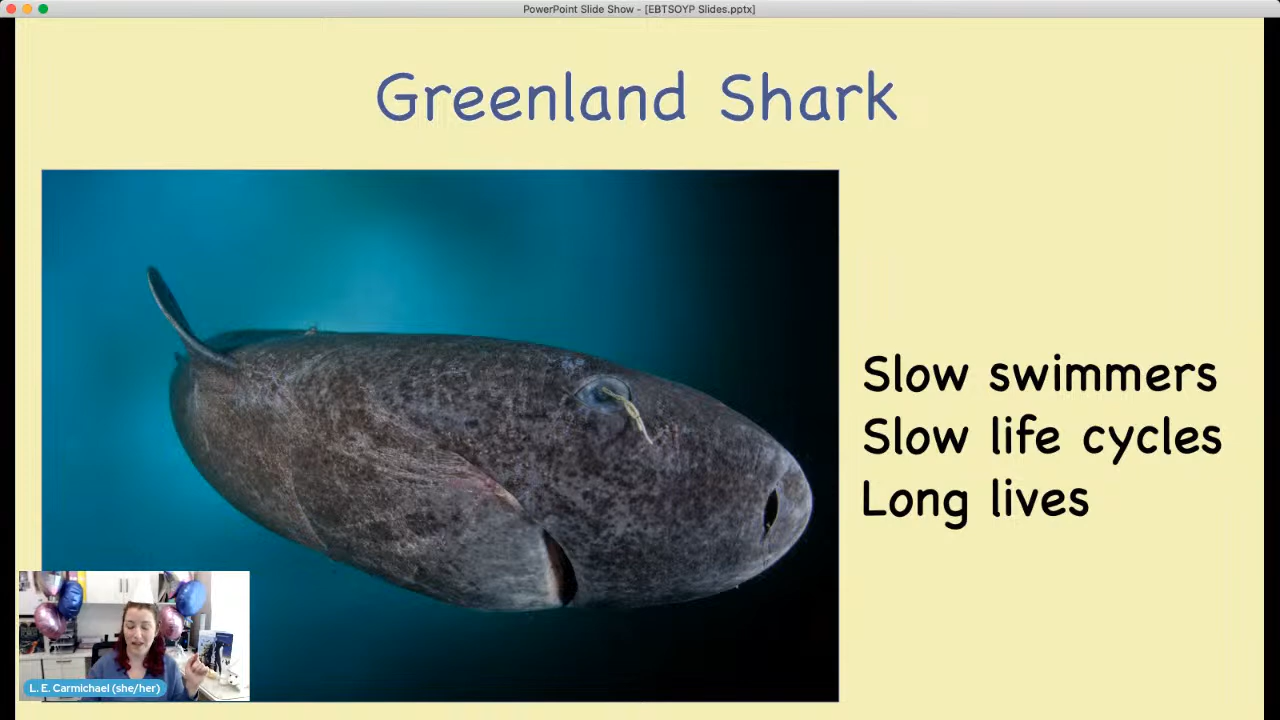 PowerPoint Slide Show - [EBTSOYP Slides.pptx]
Greenland Shark
Slow swimmers
Slow life cycles
Long lives
L. E. Carmichael (she/her)